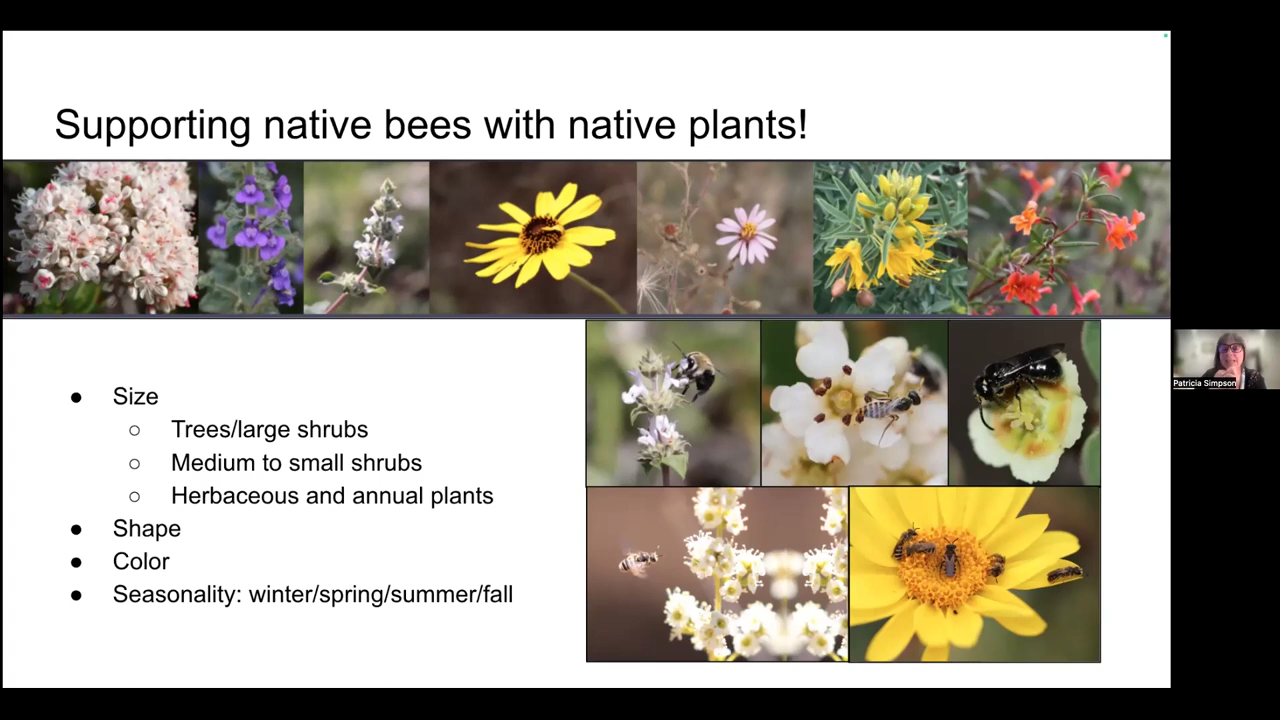 Supporting native bees with native plants!
● Size
○ Trees/large shrubs
○ Medium to small shrubs
○ Herbaceous and annual plants
● Shape
● Color
● Seasonality: winter/spring/summer/fall
Patricia Simpson